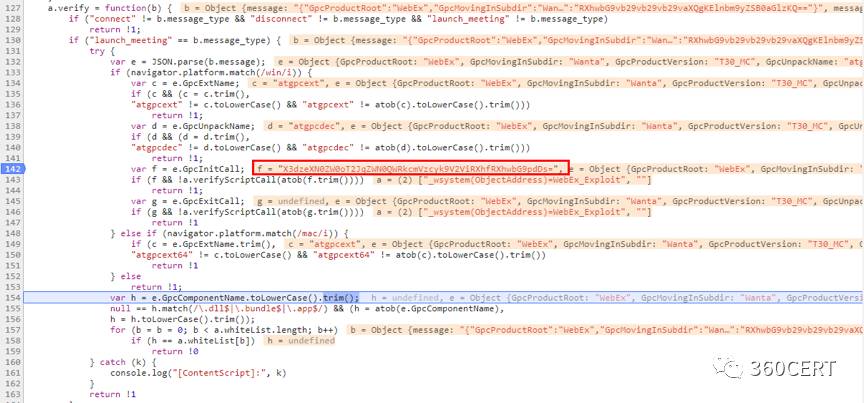 128 a.verify = function(b) { b = Object {message: "{"GpcProductRoot":"WebEx","GpcMovingInSubdir":"Wan…":"RXhwbG9vb29vb29vb29vaXQgKElnbm9yZSB0aGlzKQ=="}", message_typ
129 if ("connect" != b.message_type && "disconnect" != b.message_type && "launch_meeting" != b.message_type)
129 return !1;
130 if ("launch_meeting" == b.message_type) { b = Object {message: "{"GpcProductRoot":"WebEx","GpcMovingInSubdir":"Wan…":"RXhwbG9vb29vb29vb29vaXQgKElnbm9yZS
131 try {
132 var e = JSON.parse(b.message); e = Object {GpcProductRoot: "WebEx", GpcMovingInSubdir: "Wanta", GpcProductVersion: "T30_MC", GpcUnpackName: "atg
133 if (navigator.platform.match(/win/i)) {
134 var c = e.GpcExtName; c = "atgpcext", e = Object {GpcProductRoot: "WebEx", GpcMovingInSubdir: "Wanta", GpcProductVersion: "T30_MC", Gpc
135 if (c && (c = c.trim(),
136 "atgpcext" != c.toLowerCase() && "atgpcext" != atob(c).toLowerCase().trim()))
137 return !1;
138 var d = e.GpcUnpackName; d = "atgpcdec", e = Object {GpcProductRoot: "WebEx", GpcMovingInSubdir: "Wanta", GpcProductVersion: "T30_MC",
139 if (d && (d = d.trim(),
140 "atgpcdec" != d.toLowerCase() && "atgpcdec" != atob(d).toLowerCase().trim()))
141 return !1;
142 var f = e.GpcInitCall; f = "X3dzeXN0ZW0oT2JqZWN0QWRkcmVzcyk9V2ViRXhfRXhwbG9pdDs=", e = Object {GpcProductRoot: "WebEx", GpcMovingInSub
143 if (f && !a.verifyScriptCall(atob(f.trim()))) a = (2) ["_wsystem(ObjectAddress)=WebEx_Exploit", ""]
144 return !1;
145 var g = e.GpcExitCall; g = undefined, e = Object {GpcProductRoot: "WebEx", GpcMovingInSubdir: "Wanta", GpcProductVersion: "T30_MC", Gpc
146 if (g && !a.verifyScriptCall(atob(g.trim()))) a = (2) ["_wsystem(ObjectAddress)=WebEx_Exploit", ""]
147 return !1
148 } else if (navigator.platform.match(/mac/i)) {
149 if (c = e.GpcExtName.trim(), c = "atgpcext", e = Object {GpcProductRoot: "WebEx", GpcMovingInSubdir: "Wanta", GpcProductVersion: "T30_MC
150 "atgpcext64" != c.toLowerCase() && "atgpcext64" != atob(c).toLowerCase().trim())
151 return !1
152 } else
153 return !1;
154 var h = e.GpcComponentName.toLowerCase().trim(); h = undefined, e = Object {GpcProductRoot: "WebEx", GpcMovingInSubdir: "Wanta", GpcProductVersi
155 null == h.match(/\.dll$|\.bundle$|\.app$/) && (h = atob(e.GpcComponentName),
156 h = h.toLowerCase().trim());
157 for (b = b = 0; b < a.whiteList.length; b++) b = Object {message: "{"GpcProductRoot":"WebEx","GpcMovingInSubdir":"Wan…":"RXhwbG9vb29vb29vb29vaX
158 if (h == a.whiteList[b]) h = undefined
159 return !0
160 } catch (k) {
161 console.log("[ContentScript]:", k)
162 }
163 return !1
360CERT